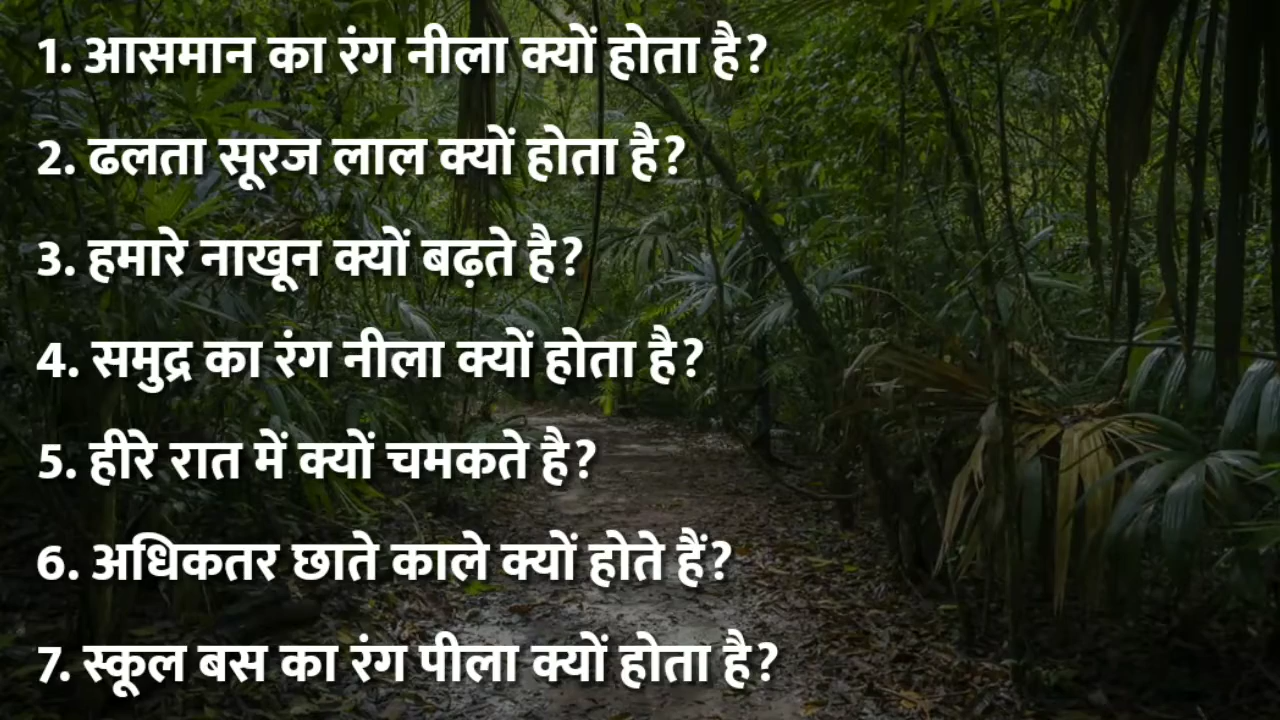 1. आसमान का रंग नीला क्यों होता है?
2. ढलता सूरज लाल क्यों होता है?
3. हमारे नाखून क्यों बढ़ते है?
4. समुद्र का रंग नीला क्यों होता है?
5. हीरे रात में क्यों चमकते है?
6. अधिकतर छाते काले क्यों होते हैं?
7. स्कूल बस का रंग पीला क्यों होता है?